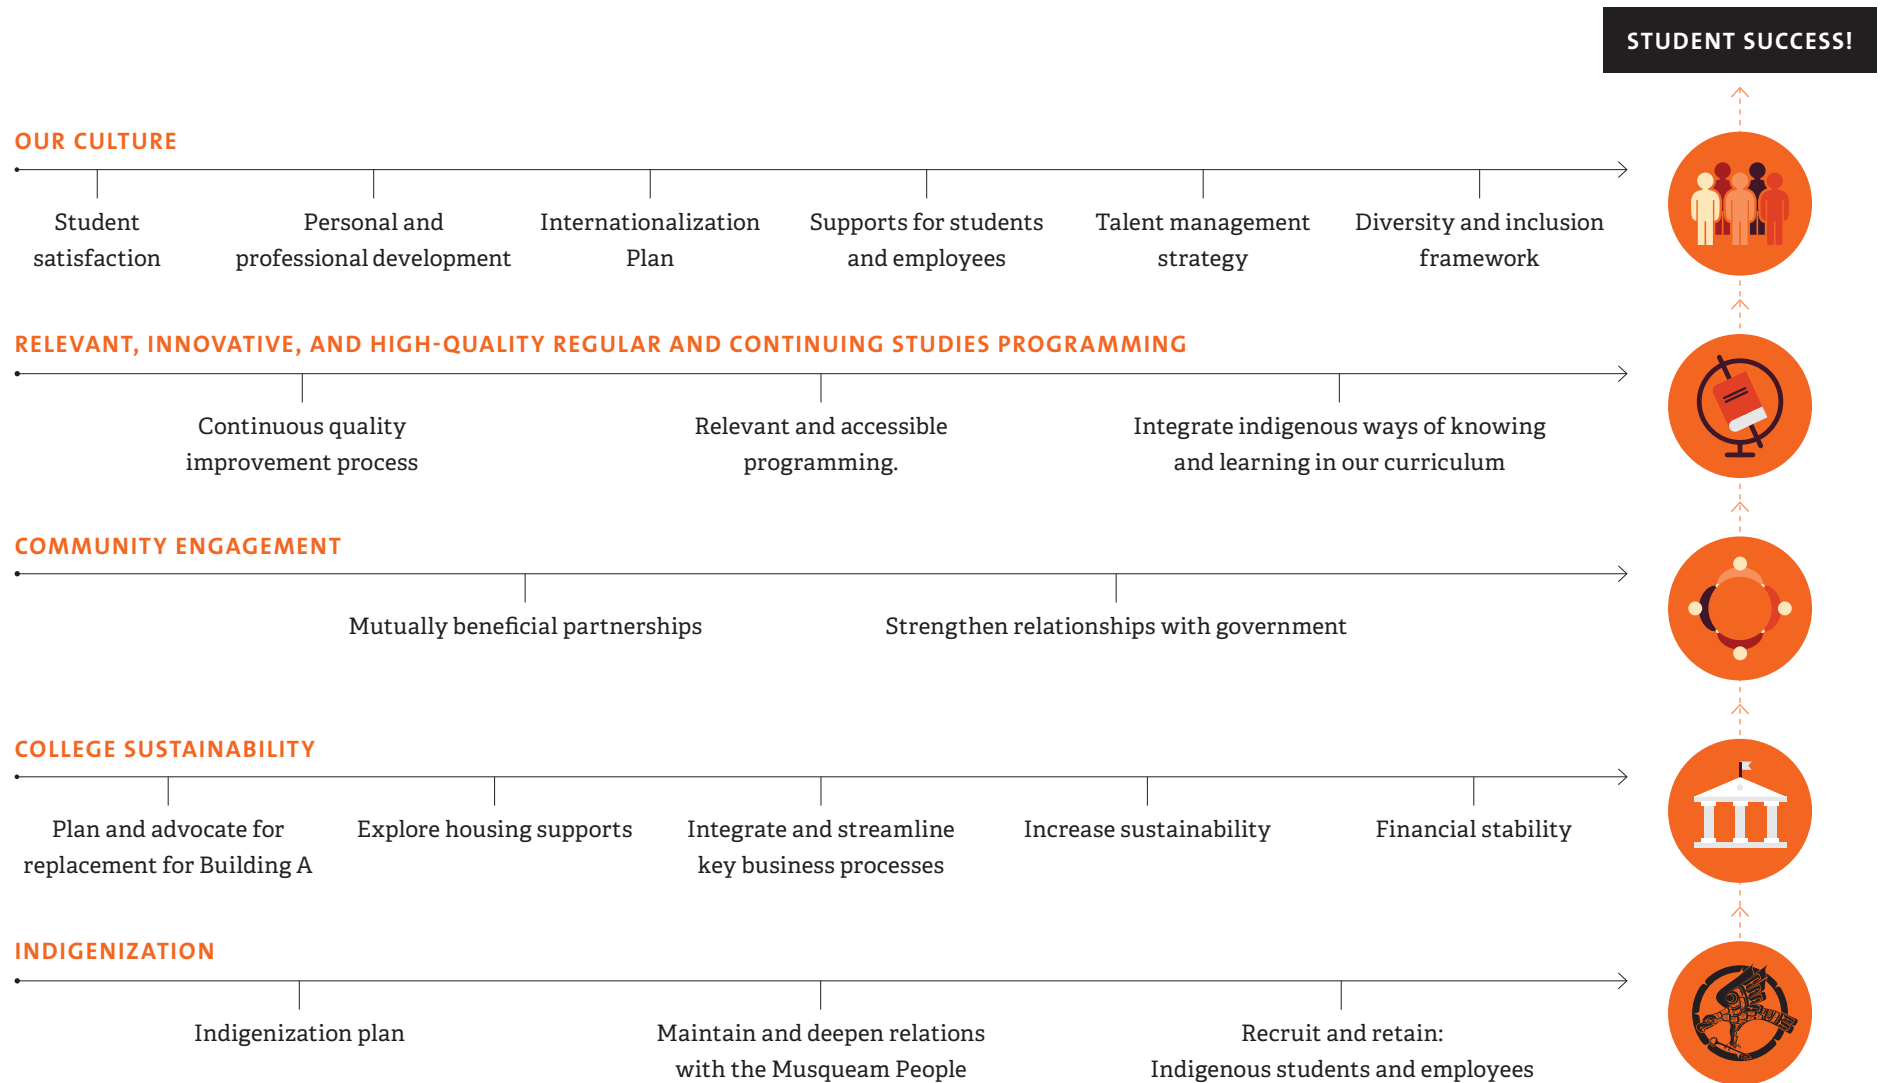 STUDENT SUCCESS!
OUR CULTURE
Student
satisfaction
Personal and
professional development
Internationalization
Plan
Supports for students
and employees
Talent management
strategy
Diversity and inclusion
framework
RELEVANT, INNOVATIVE, AND HIGH-QUALITY REGULAR AND CONTINUING STUDIES PROGRAMMING
Continuous quality
improvement process
Relevant and accessible
programming.
Integrate indigenous ways of knowing
and learning in our curriculum
COMMUNITY ENGAGEMENT
Mutually beneficial partnerships
Strengthen relationships with government
COLLEGE SUSTAINABILITY
Plan and advocate for
replacement for Building A
Explore housing supports
Integrate and streamline
key business processes
Increase sustainability
Financial stability
INDIGENIZATION
Indigenization plan
Maintain and deepen relations
with the Musqueam People
Recruit and retain:
Indigenous students and employees